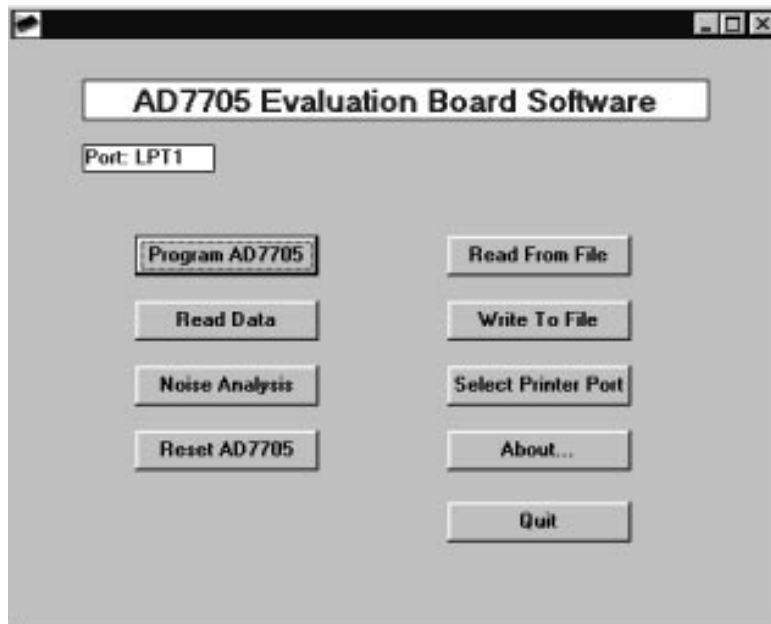 AD7705 Evaluation Board Software
Port: LPT1
Program AD7705
Read From File
Read Data
Write To File
Noise Analysis
Select Printer Port
Reset AD7705
About...
Quit